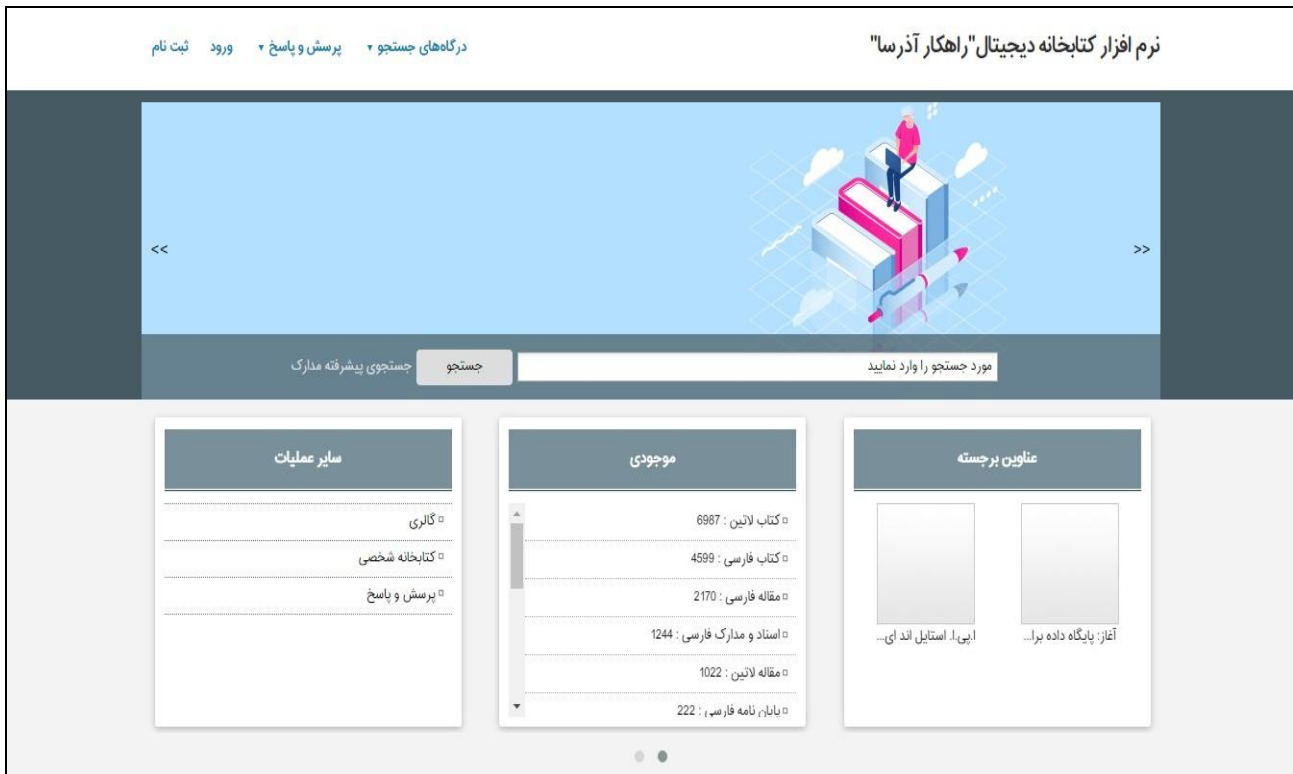 نرم افزار کتابخانه دیجیتال"راهکار آذرسا"
درگاه‌های جستجو ▾ پرسش و پاسخ ▾ ورود ثبت نام
<< >>
مورد جستجو را وارد نمایید جستجو جستجوی پیشرفته مدارک
عناوین برجسته
آغاز: پایگاه داده برا...
ا.پی.ا. استایل اند ای...
موجودی
¤ کتاب لاتین : 6987
¤ کتاب فارسی : 4599
¤ مقاله فارسی : 2170
¤ اسناد و مدارک فارسی : 1244
¤ مقاله لاتین : 1022
¤ پایان نامه فارسی : 222
سایر عملیات
¤ گالری
¤ کتابخانه شخصی
¤ پرسش و پاسخ